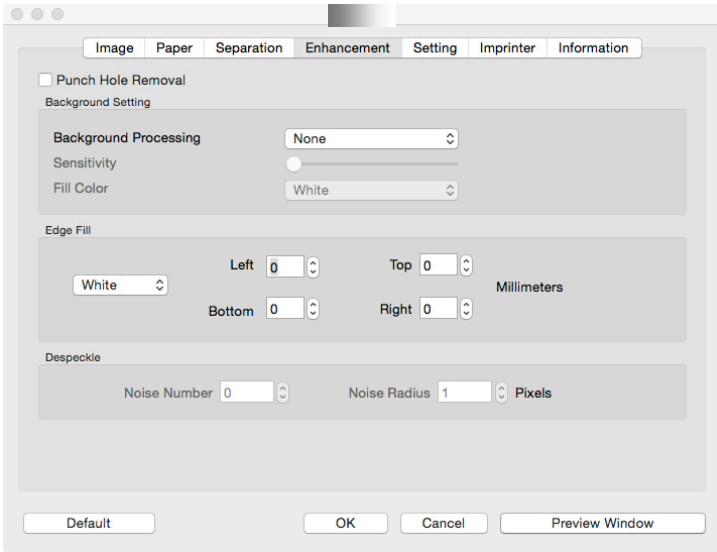 Image Paper Separation Enhancement Setting Imprinter Information
Punch Hole Removal
Background Setting
Background Processing None
Sensitivity
Fill Color White
Edge Fill
Left 0 Top 0
White Millimeters
Bottom 0 Right 0
Despeckle
Noise Number 0 Noise Radius 1 Pixels
Default OK Cancel Preview Window